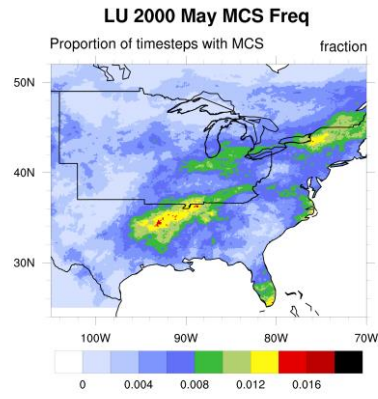 LU 2000 May MCS Freq
Proportion of timesteps with MCS fraction
50N
40N
30N
100W 90W 80W 70W
0 0.004 0.008 0.012 0.016